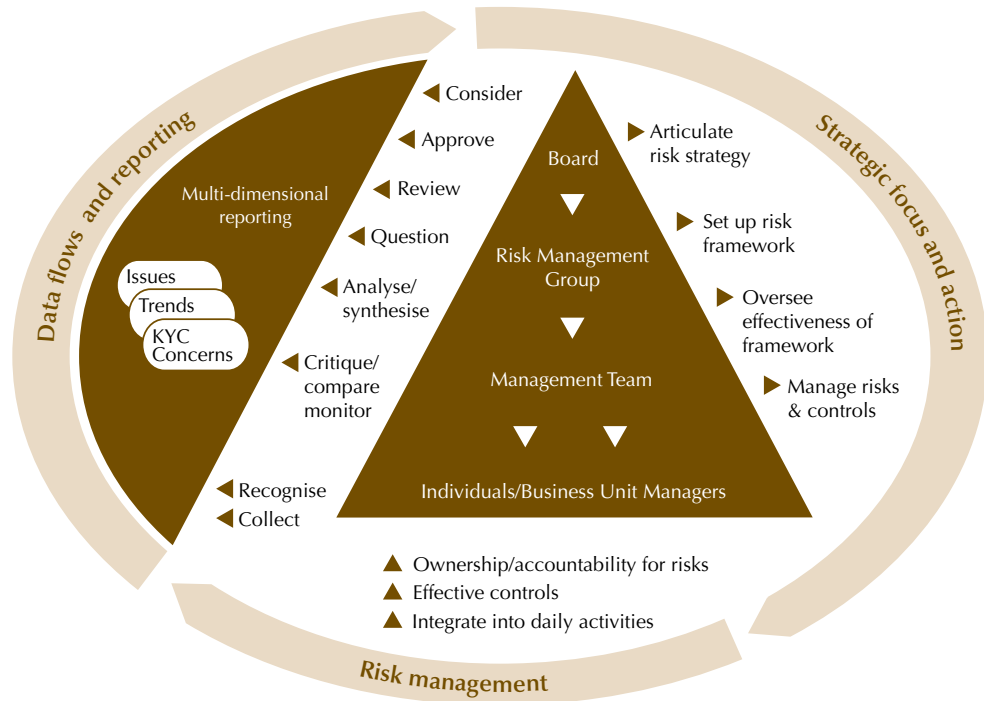 Data flows and reporting
Multi-dimensional
reporting
Issues
Trends
KYC
Concerns
Consider
Approve
Review
Question
Analyse/
synthesise
Critique/
compare
monitor
Recognise
Collect
Board
Risk Management
Group
Management Team
Individuals/Business Unit Managers
Articulate
risk strategy
Set up risk
framework
Oversee
effectiveness of
framework
Manage risks
& controls
Strategic focus and action
Ownership/accountability for risks
Effective controls
Integrate into daily activities
Risk management